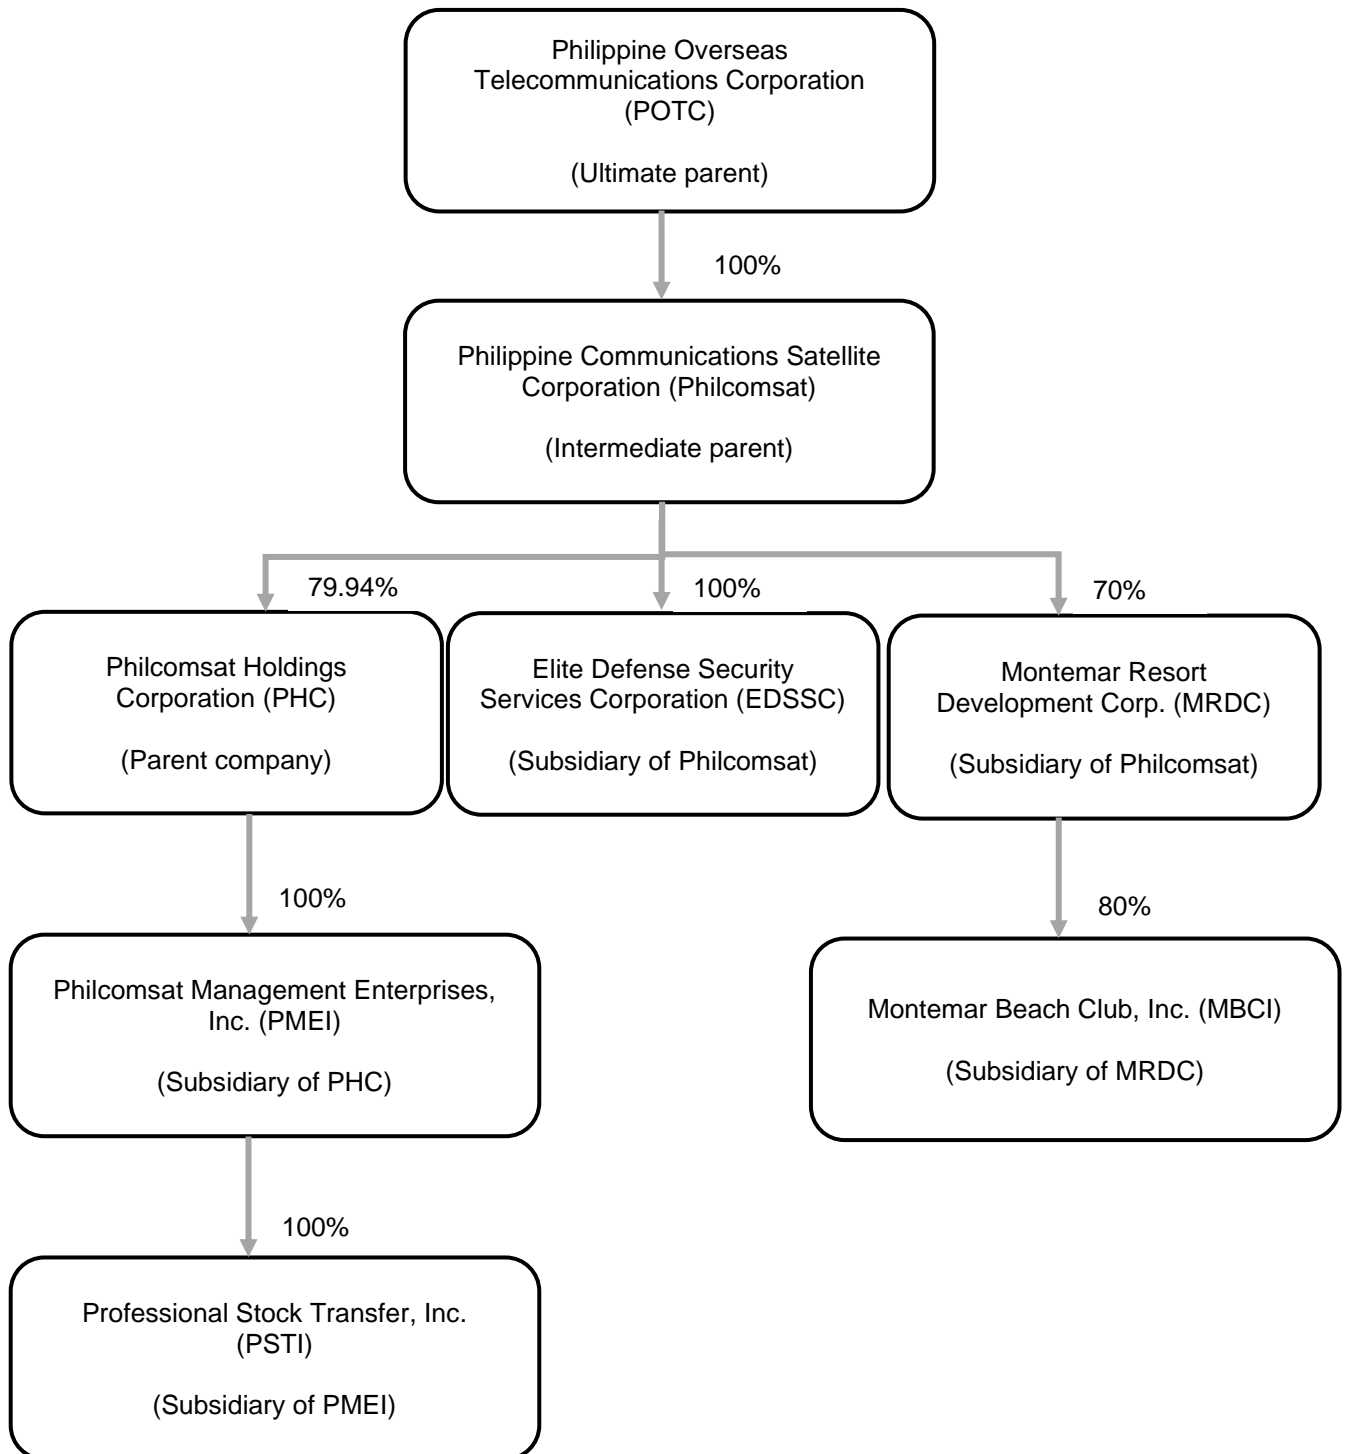 Philippine Overseas
Telecommunications Corporation
(POTC)
(Ultimate parent)
100%
Philippine Communications Satellite
Corporation (Philcomsat)
(Intermediate parent)
79.94%
100%
70%
Philcomsat Holdings
Corporation (PHC)
(Parent company)
Elite Defense Security
Services Corporation (EDSSC)
(Subsidiary of Philcomsat)
Montemar Resort
Development Corp. (MRDC)
(Subsidiary of Philcomsat)
100%
80%
Philcomsat Management Enterprises,
Inc. (PMEI)
(Subsidiary of PHC)
Montemar Beach Club, Inc. (MBCI)
(Subsidiary of MRDC)
100%
Professional Stock Transfer, Inc.
(PSTI)
(Subsidiary of PMEI)